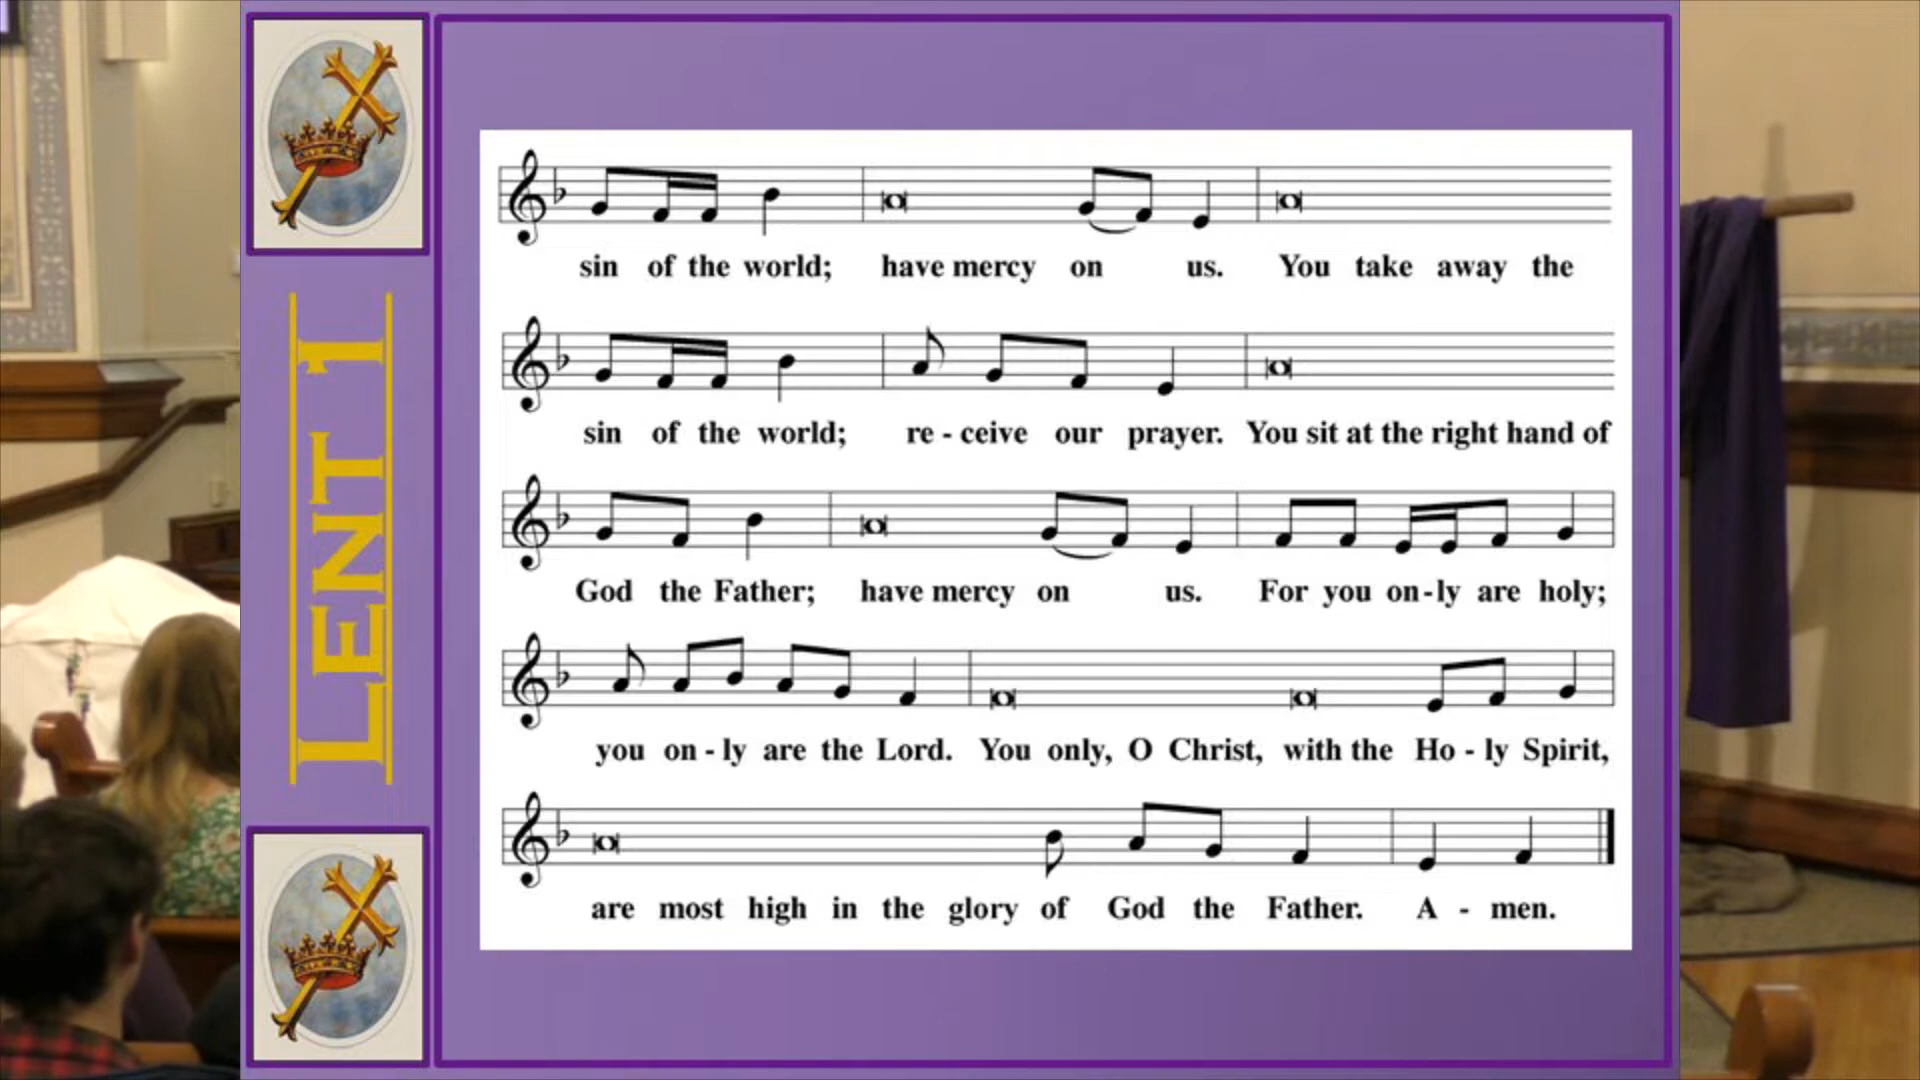 LENT 1
sin of the world; have mercy on us. You take away the
sin of the world; re - ceive our prayer. You sit at the right hand of
God the Father; have mercy on us. For you on - ly are holy;
you on - ly are the Lord. You only, O Christ, with the Ho - ly Spirit,
are most high in the glory of God the Father. A - men.